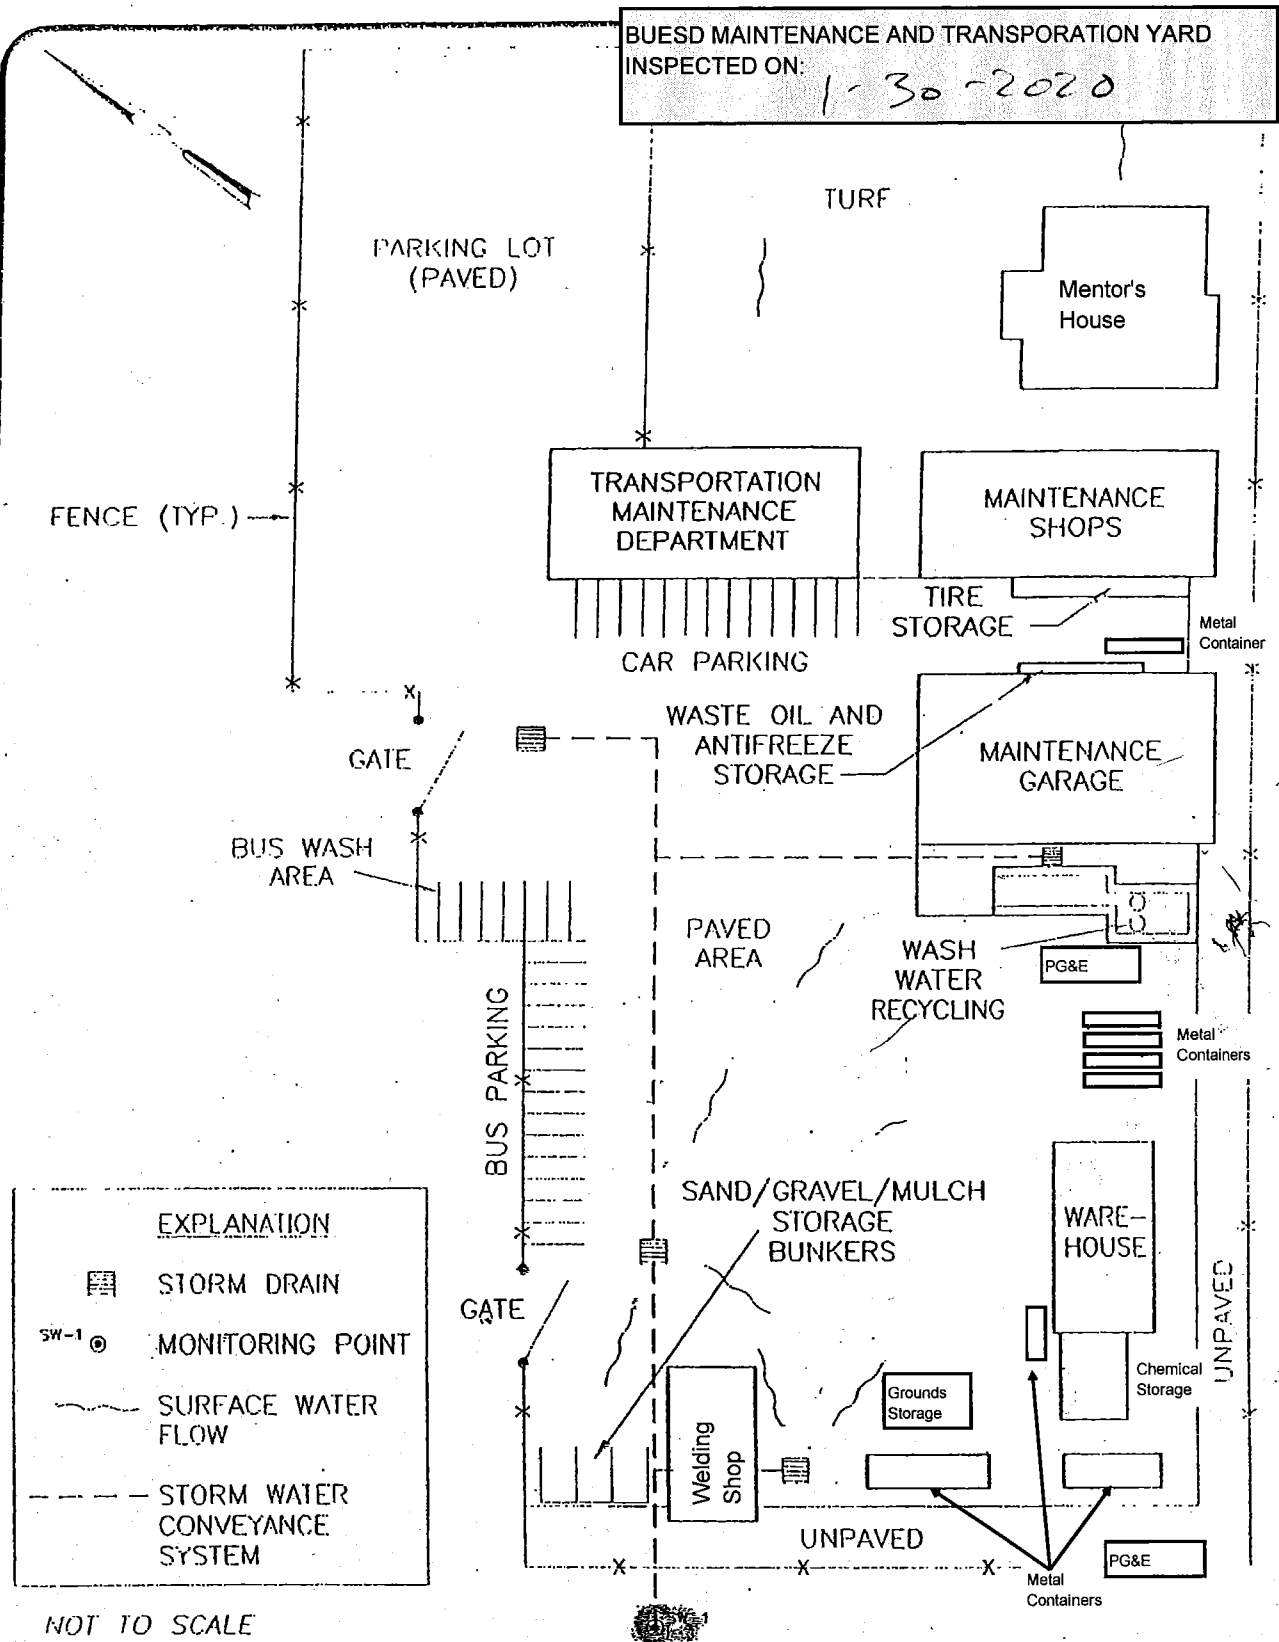 BUESD MAINTENANCE AND TRANSPORATION YARD
INSPECTED ON: 1-30-2020
TURF
PARKING LOT
(PAVED)
Mentor's
House
TRANSPORTATION
MAINTENANCE
DEPARTMENT
MAINTENANCE
SHOPS
FENCE (TYP.)
TIRE
STORAGE
Metal
Container
CAR PARKING
WASTE OIL AND
ANTIFREEZE
STORAGE
MAINTENANCE
GARAGE
GATE
BUS WASH
AREA
PAVED
AREA
WASH
WATER
RECYCLING
PG&E
Metal
Containers
BUS PARKING
SAND/GRAVEL/MULCH
STORAGE
BUNKERS
WARE-
HOUSE
UNPAVED
GATE
Chemical
Storage
Grounds
Storage
Welding
Shop
UNPAVED
PG&E
Metal
Containers
SW-1
EXPLANATION
STORM DRAIN
SW-1 MONITORING POINT
SURFACE WATER
FLOW
STORM WATER
CONVEYANCE
SYSTEM
NOT TO SCALE